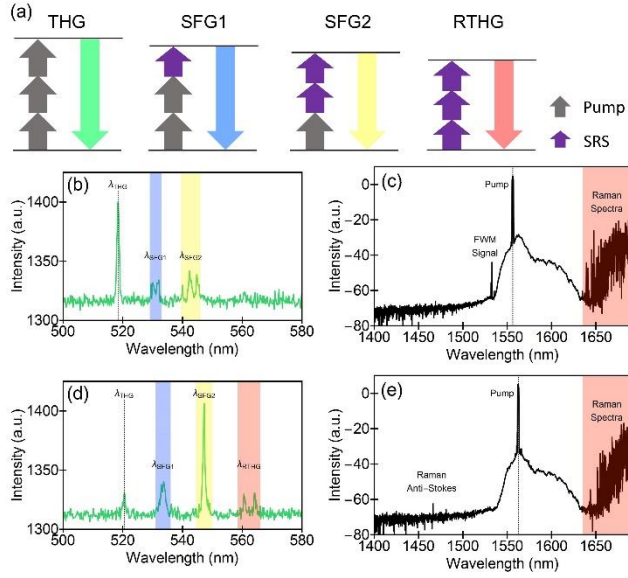 (a) THG SFG1 SFG2 RTHG
Pump
SRS
(b)
λTHG
λSFG1
λSFG2
1400
1350
1300
Intensity (a.u.)
500 520 540 560 580
Wavelength (nm)
(c)
Pump
FWM
Signal
Raman
Spectra
0
−20
−40
−60
−80
Intensity (a.u.)
1400 1450 1500 1550 1600 1650
Wavelength (nm)
(d)
λTHG
λSFG1
λSFG2
λRTHG
1400
1350
1300
Intensity (a.u.)
500 520 540 560 580
Wavelength (nm)
(e)
Pump
Raman
Anti−Stokes
Raman
Spectra
0
−20
−40
−60
−80
Intensity (a.u.)
1400 1450 1500 1550 1600 1650
Wavelength (nm)